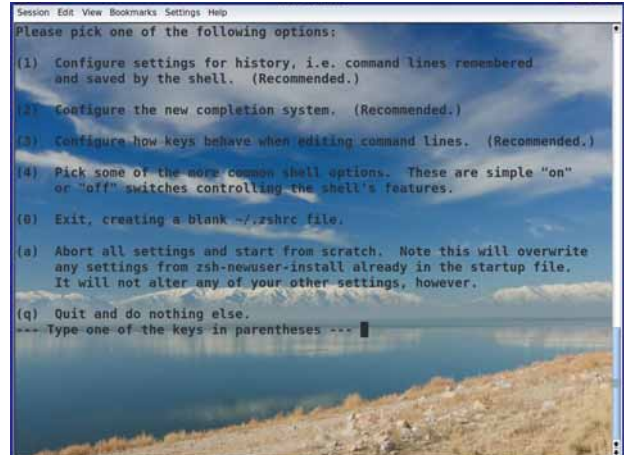 Session Edit View Bookmarks Settings Help
Please pick one of the following options:
(1) Configure settings for history, i.e. command lines remembered
and saved by the shell. (Recommended.)
(2) Configure the new completion system. (Recommended.)
(3) Configure how keys behave when editing command lines. (Recommended.)
(4) Pick some of the more common shell options. These are simple "on"
or "off" switches controlling the shell's features.
(0) Exit, creating a blank ~/.zshrc file.
(a) Abort all settings and start from scratch. Note this will overwrite
any settings from zsh-newuser-install already in the startup file.
It will not alter any of your other settings, however.
(q) Quit and do nothing else.
--- Type one of the keys in parentheses ---